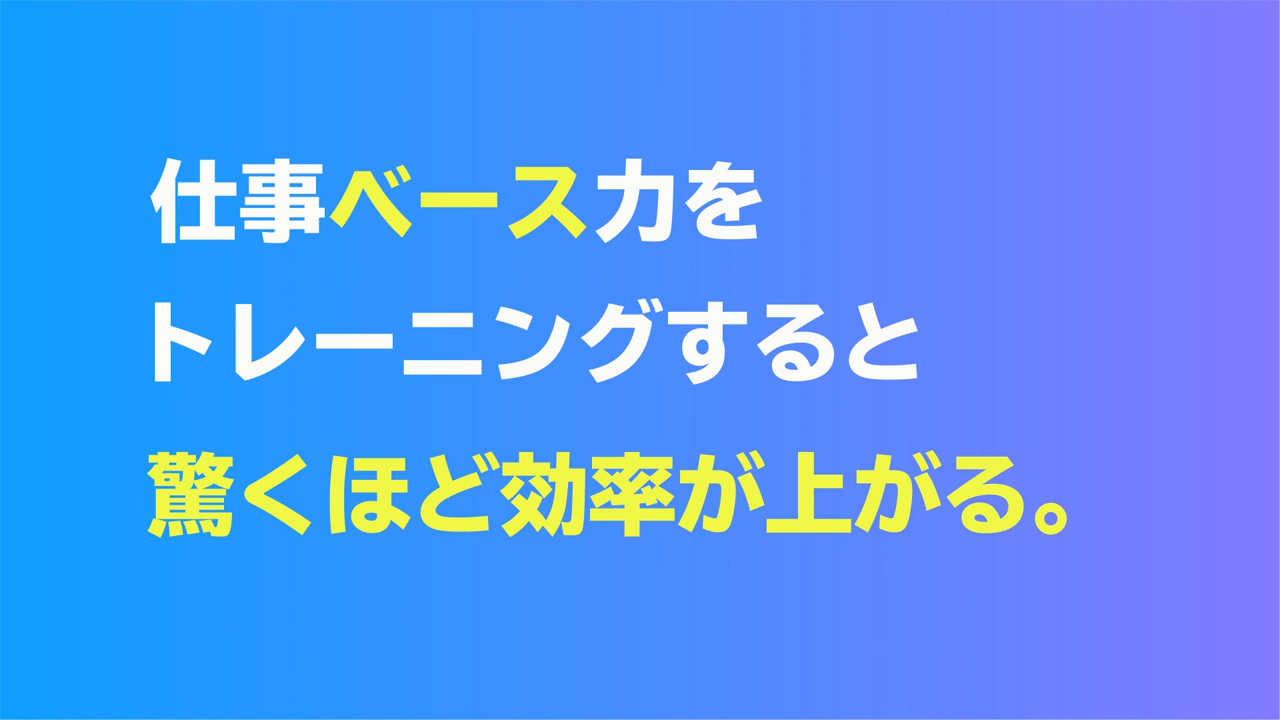 仕事ベース力を
トレーニングすると
驚くほど効率が上がる。